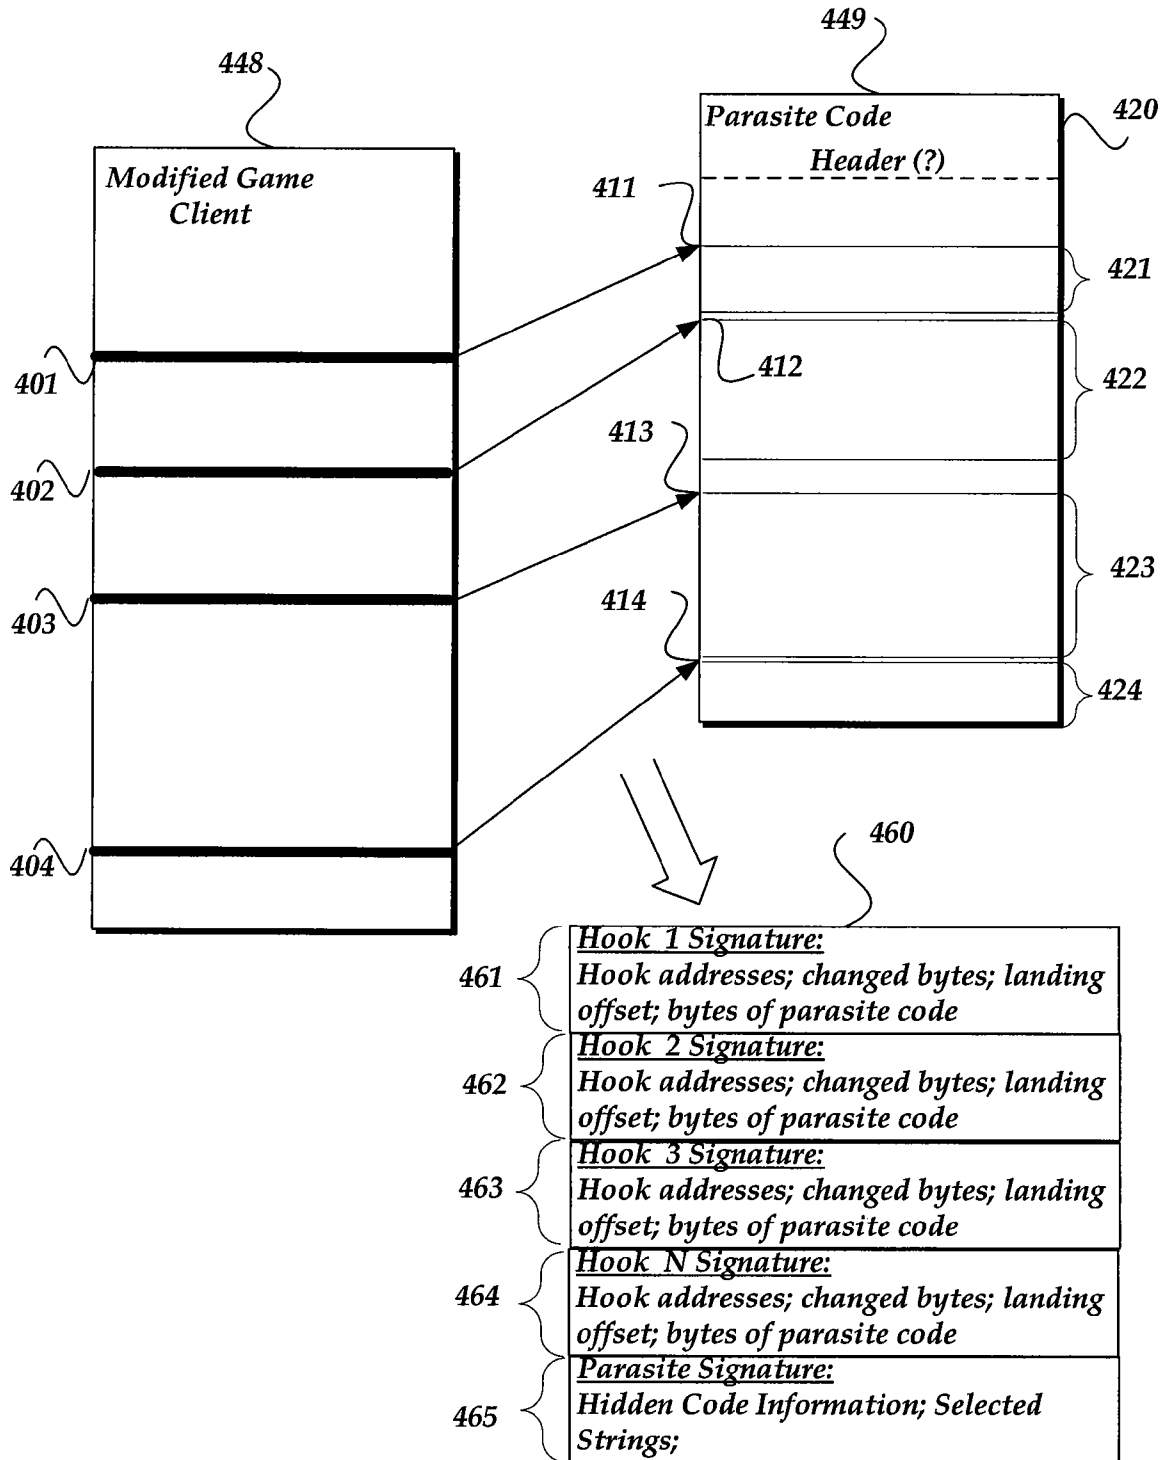 449
448
420
Parasite Code
Header (?)
Modified Game
Client
411
421
401
412
422
413
402
423
414
403
424
404
460
461
Hook 1 Signature:
Hook addresses; changed bytes; landing
offset; bytes of parasite code
462
Hook 2 Signature:
Hook addresses; changed bytes; landing
offset; bytes of parasite code
463
Hook 3 Signature:
Hook addresses; changed bytes; landing
offset; bytes of parasite code
464
Hook N Signature:
Hook addresses; changed bytes; landing
offset; bytes of parasite code
465
Parasite Signature:
Hidden Code Information; Selected
Strings;